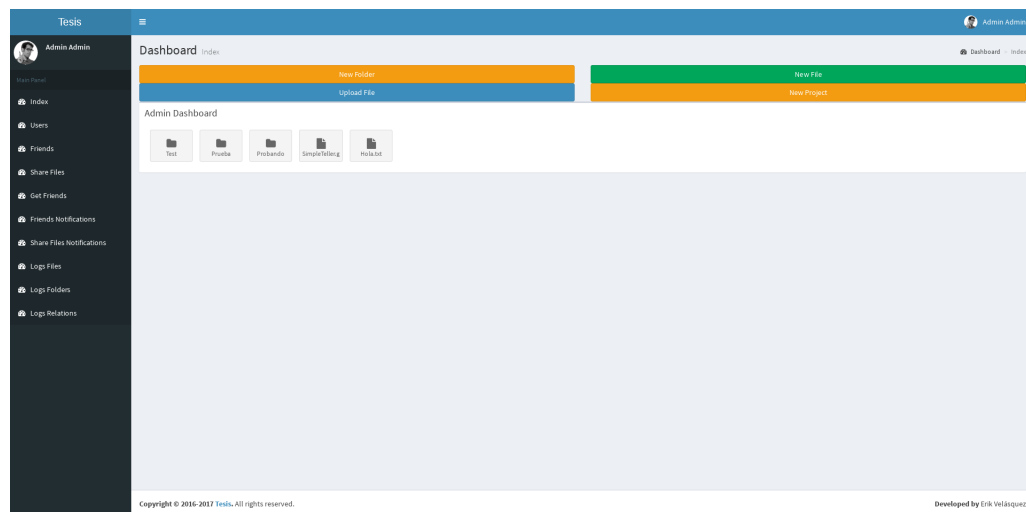 Tesis
Admin Admin
Admin Admin
Main Panel
Index
Users
Friends
Share Files
Get Friends
Friends Notifications
Share Files Notifications
Logs Files
Logs Folders
Logs Relations
Dashboard Index
Dashboard Index
New Folder
New File
Upload File
New Project
Admin Dashboard
Test
Prueba
Probando
Hola.txt
Copyright © 2016-2017 Tesis. All rights reserved.
Developed by Erik Velásquez